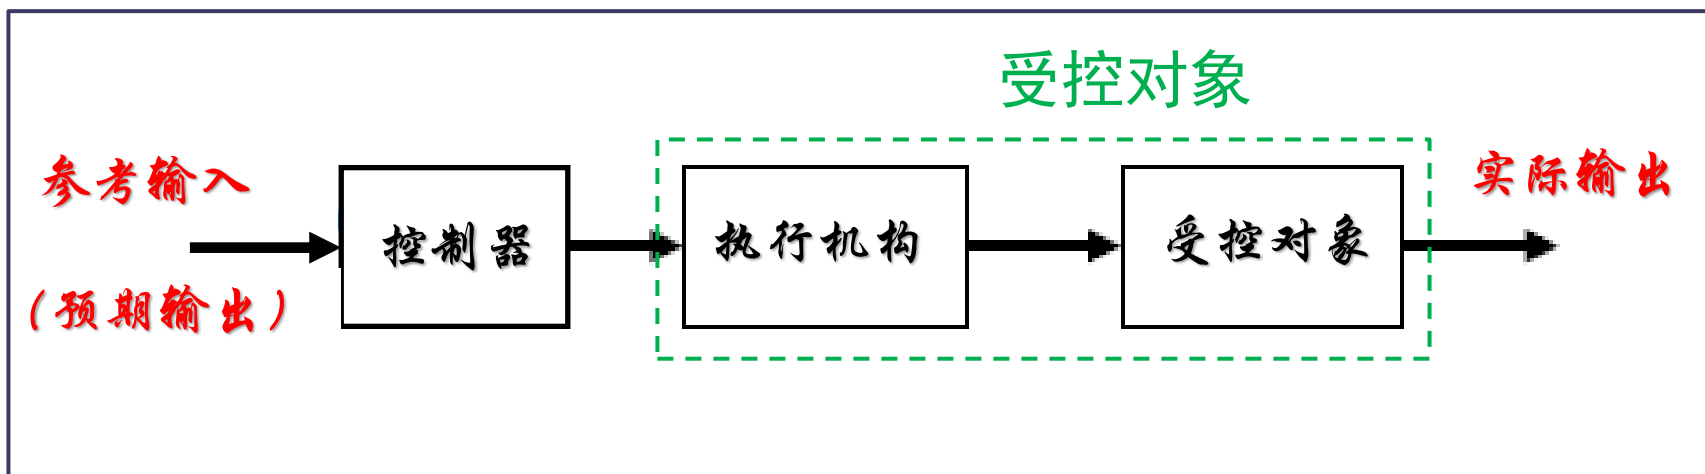 受控对象
参考输入
(预期输出)
控制器
执行机构
受控对象
实际输出